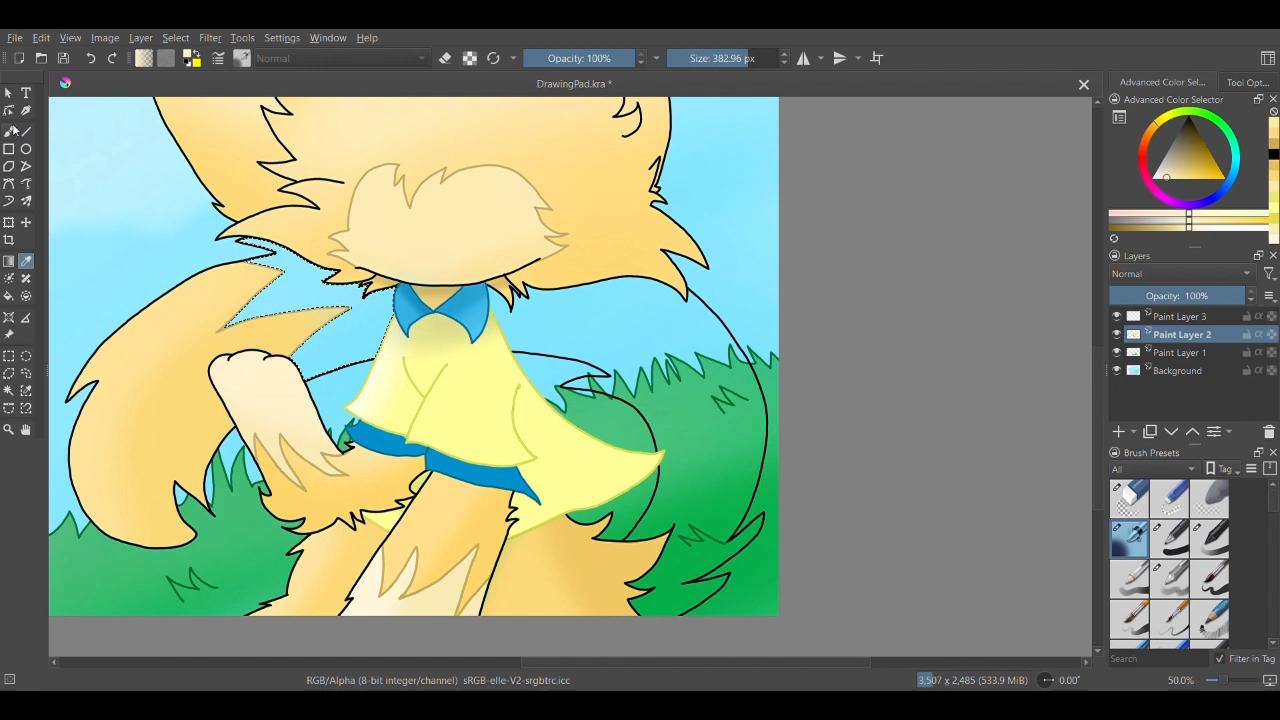 File Edit View Image Layer Select Filter Tools Settings Window Help
Normal Opacity: 100% Size: 382.96 px
DrawingPad.kra *
Advanced Color Sel... Tool Opt...
Advanced Color Selector
Layers
Normal
Opacity: 100%
Paint Layer 3
Paint Layer 2
Paint Layer 1
Background
Brush Presets
All Tag
Search Filter in Tag
RGB/Alpha (8-bit integer/channel) sRGB-elle-V2-srgbtrc.icc 3,507 x 2,485 (533.9 MiB) 0.00° 50.0%